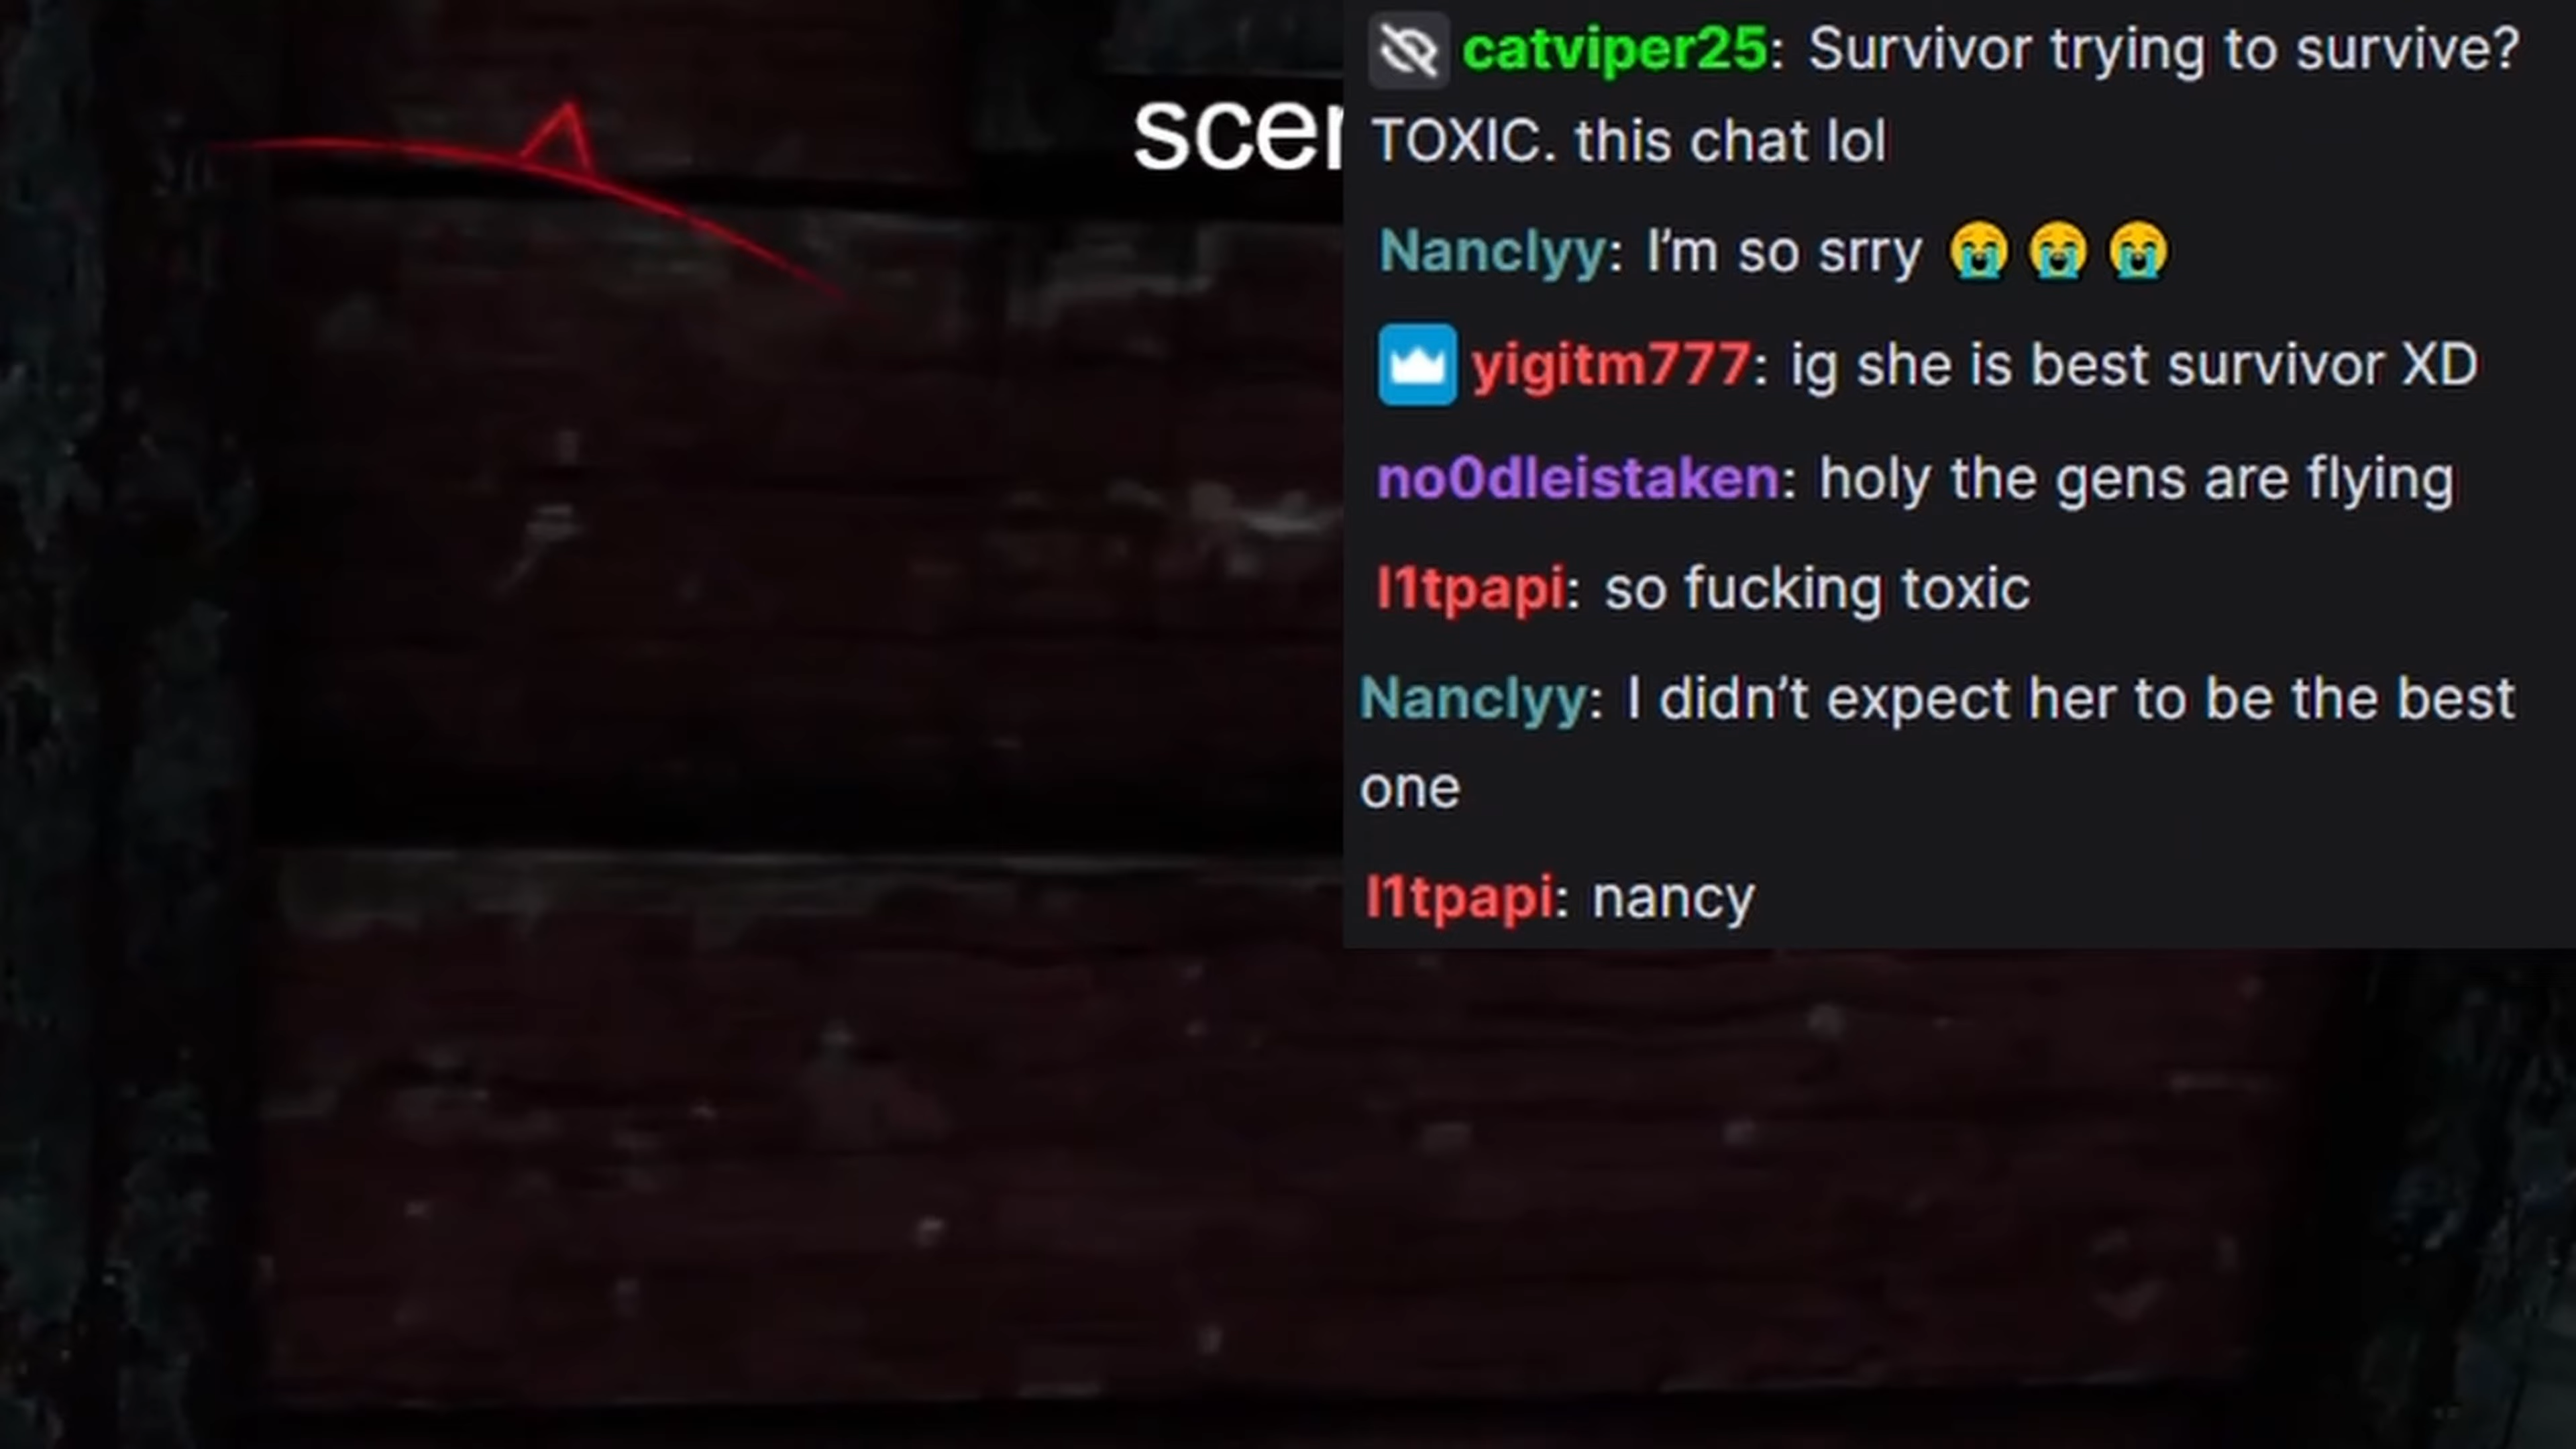 catviper25: Survivor trying to survive?
TOXIC. this chat lol
scer
Nanclyy: I’m so srry 😭 😭 😭
yigitm777: ig she is best survivor XD
no0dleistaken: holy the gens are flying
l1tpapi: so fucking toxic
Nanclyy: I didn’t expect her to be the best
one
l1tpapi: nancy